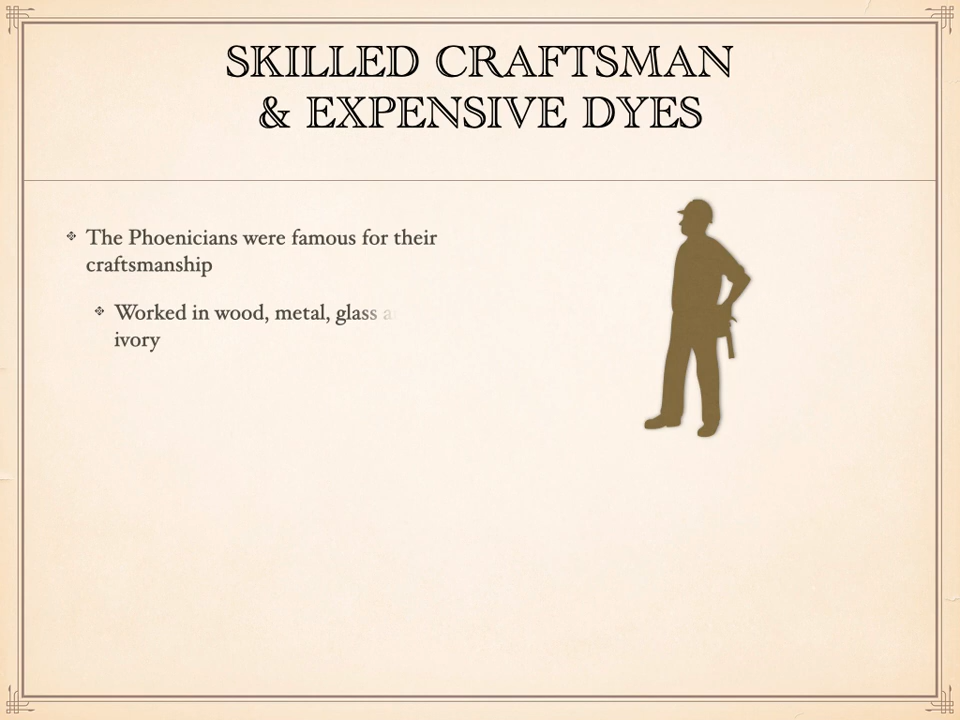 SKILLED CRAFTSMAN
& EXPENSIVE DYES
The Phoenicians were famous for their
craftsmanship
Worked in wood, metal, glass
ivory